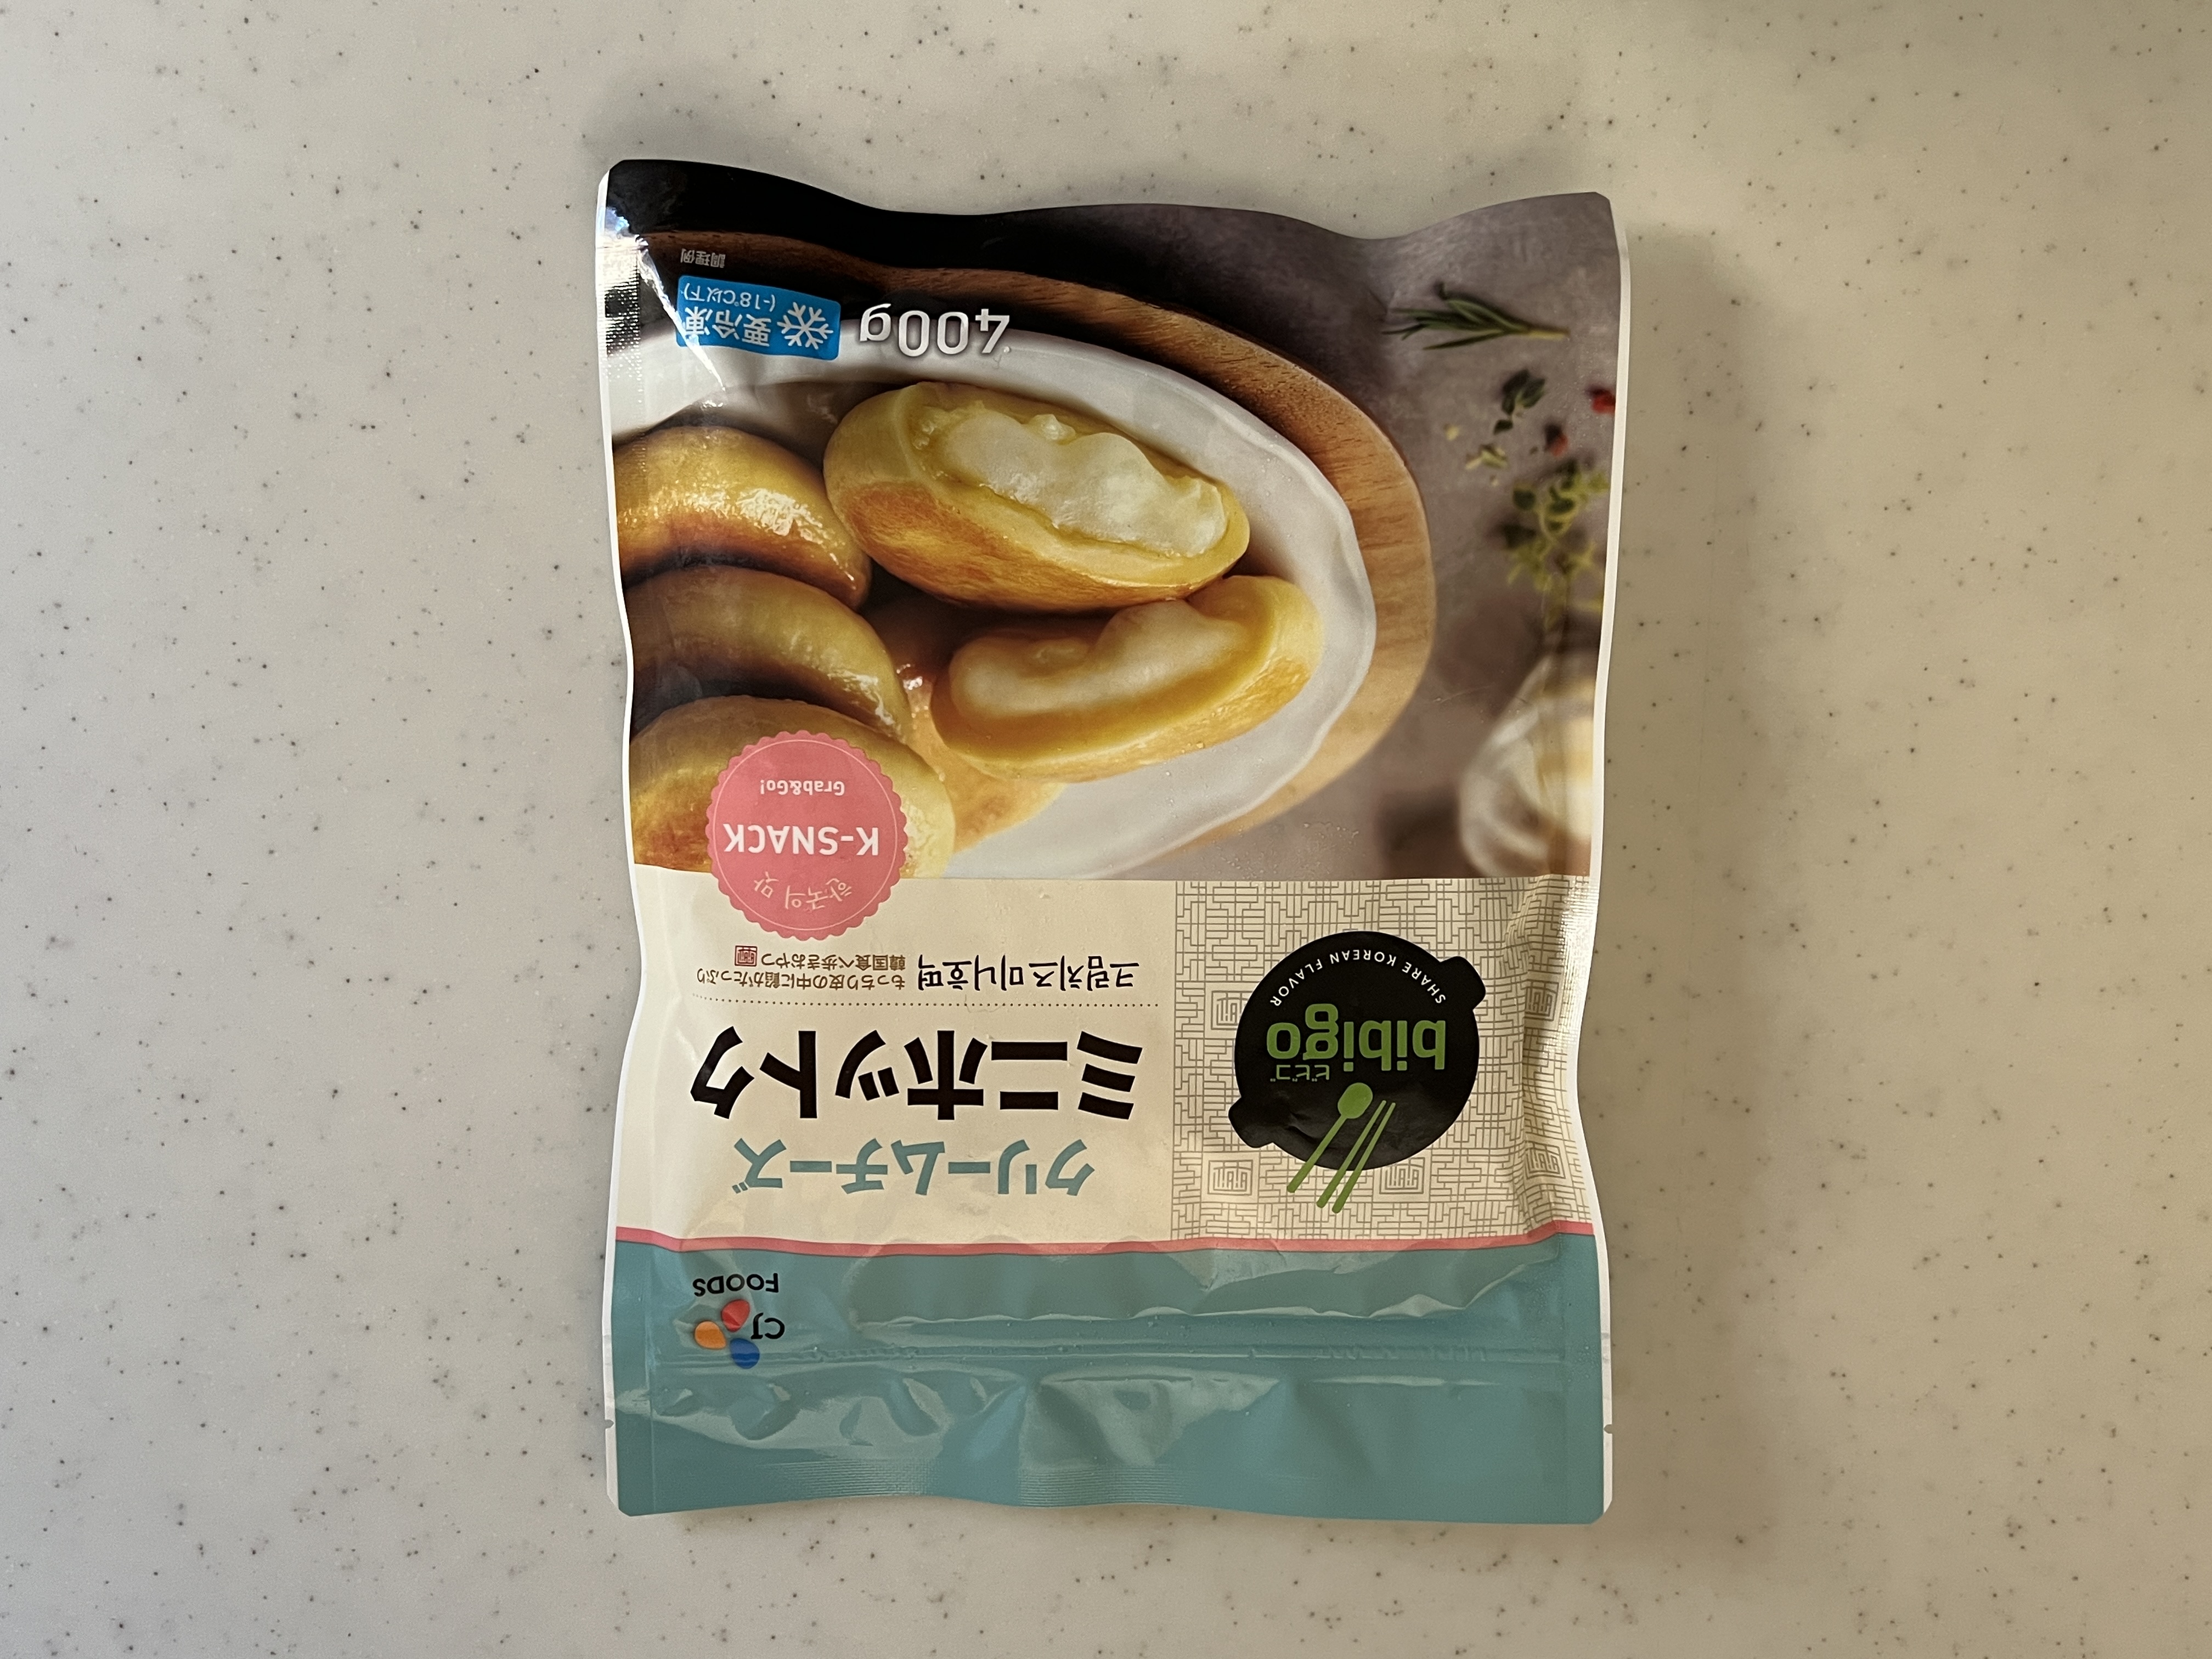 CJ
FOODS
bibigo
ビビゴ
SHARE KOREAN FLAVOR
クリームチーズ
ミニホットク
크림치즈 미니호떡
もっちり皮の中に餡がたっぷり
韓国食べ歩きおやつ
한국의 맛
K-SNACK
Grab&Go!
400g
要冷凍
(-18℃以下)
調理例